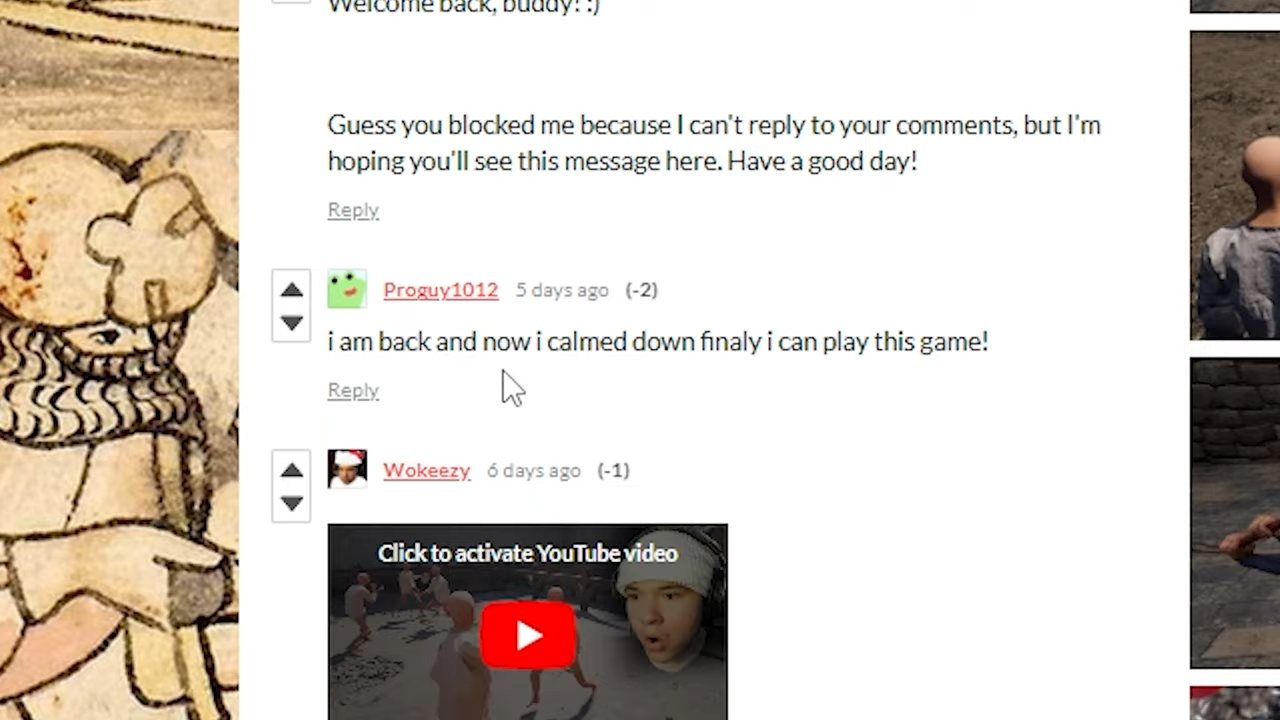 Welcome back, buddy! :)
Guess you blocked me because I can't reply to your comments, but I'm
hoping you'll see this message here. Have a good day!
Reply
Proguy1012 5 days ago (-2)
i am back and now i calmed down finaly i can play this game!
Reply
Wokeezy 6 days ago (-1)
Click to activate YouTube video